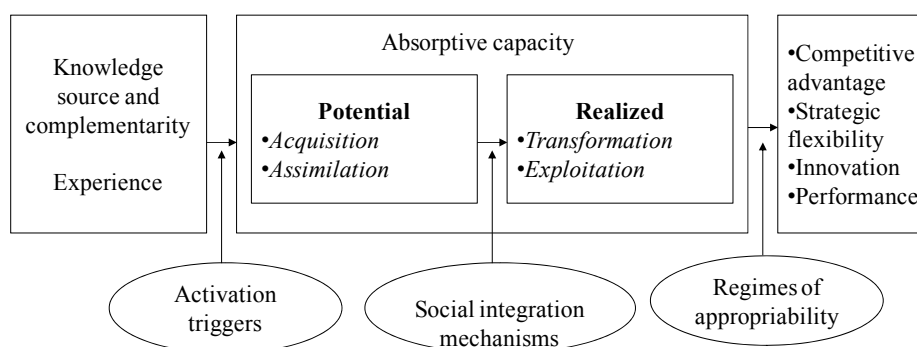 Knowledge
source and
complementarity
Experience
Absorptive capacity
Potential
•Acquisition
•Assimilation
Realized
•Transformation
•Exploitation
•Competitive
advantage
•Strategic
flexibility
•Innovation
•Performance
Activation
triggers
Social integration
mechanisms
Regimes of
appropriability